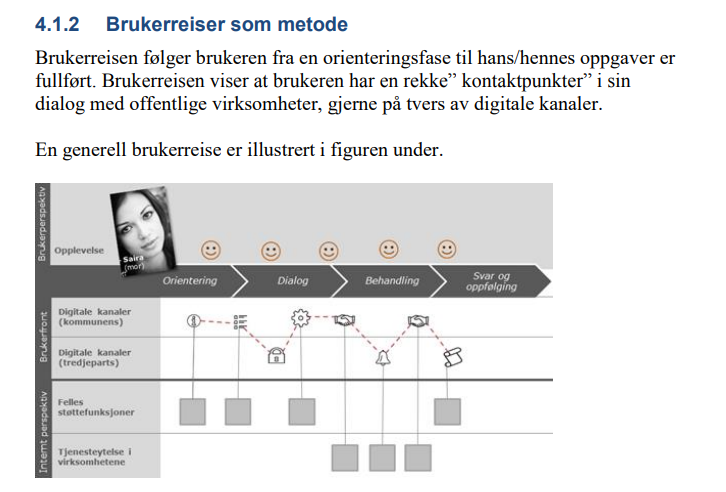 4.1.2 Brukerreiser som metode
Brukerreisen følger brukeren fra en orienteringsfase til hans/hennes oppgaver er
fullført. Brukerreisen viser at brukeren har en rekke” kontaktpunkter” i sin
dialog med offentlige virksomheter, gjerne på tvers av digitale kanaler.
En generell brukerreise er illustrert i figuren under.
Brukerperspektiv
Opplevelse
Saira
(mor)
Orientering
Dialog
Behandling
Svar og
oppfølging
Brukerfront
Digitale kanaler
(kommunens)
Digitale kanaler
(tredjeparts)
Internt perspektiv
Felles
støttefunksjoner
Tjenesteytelse i
virksomhetene